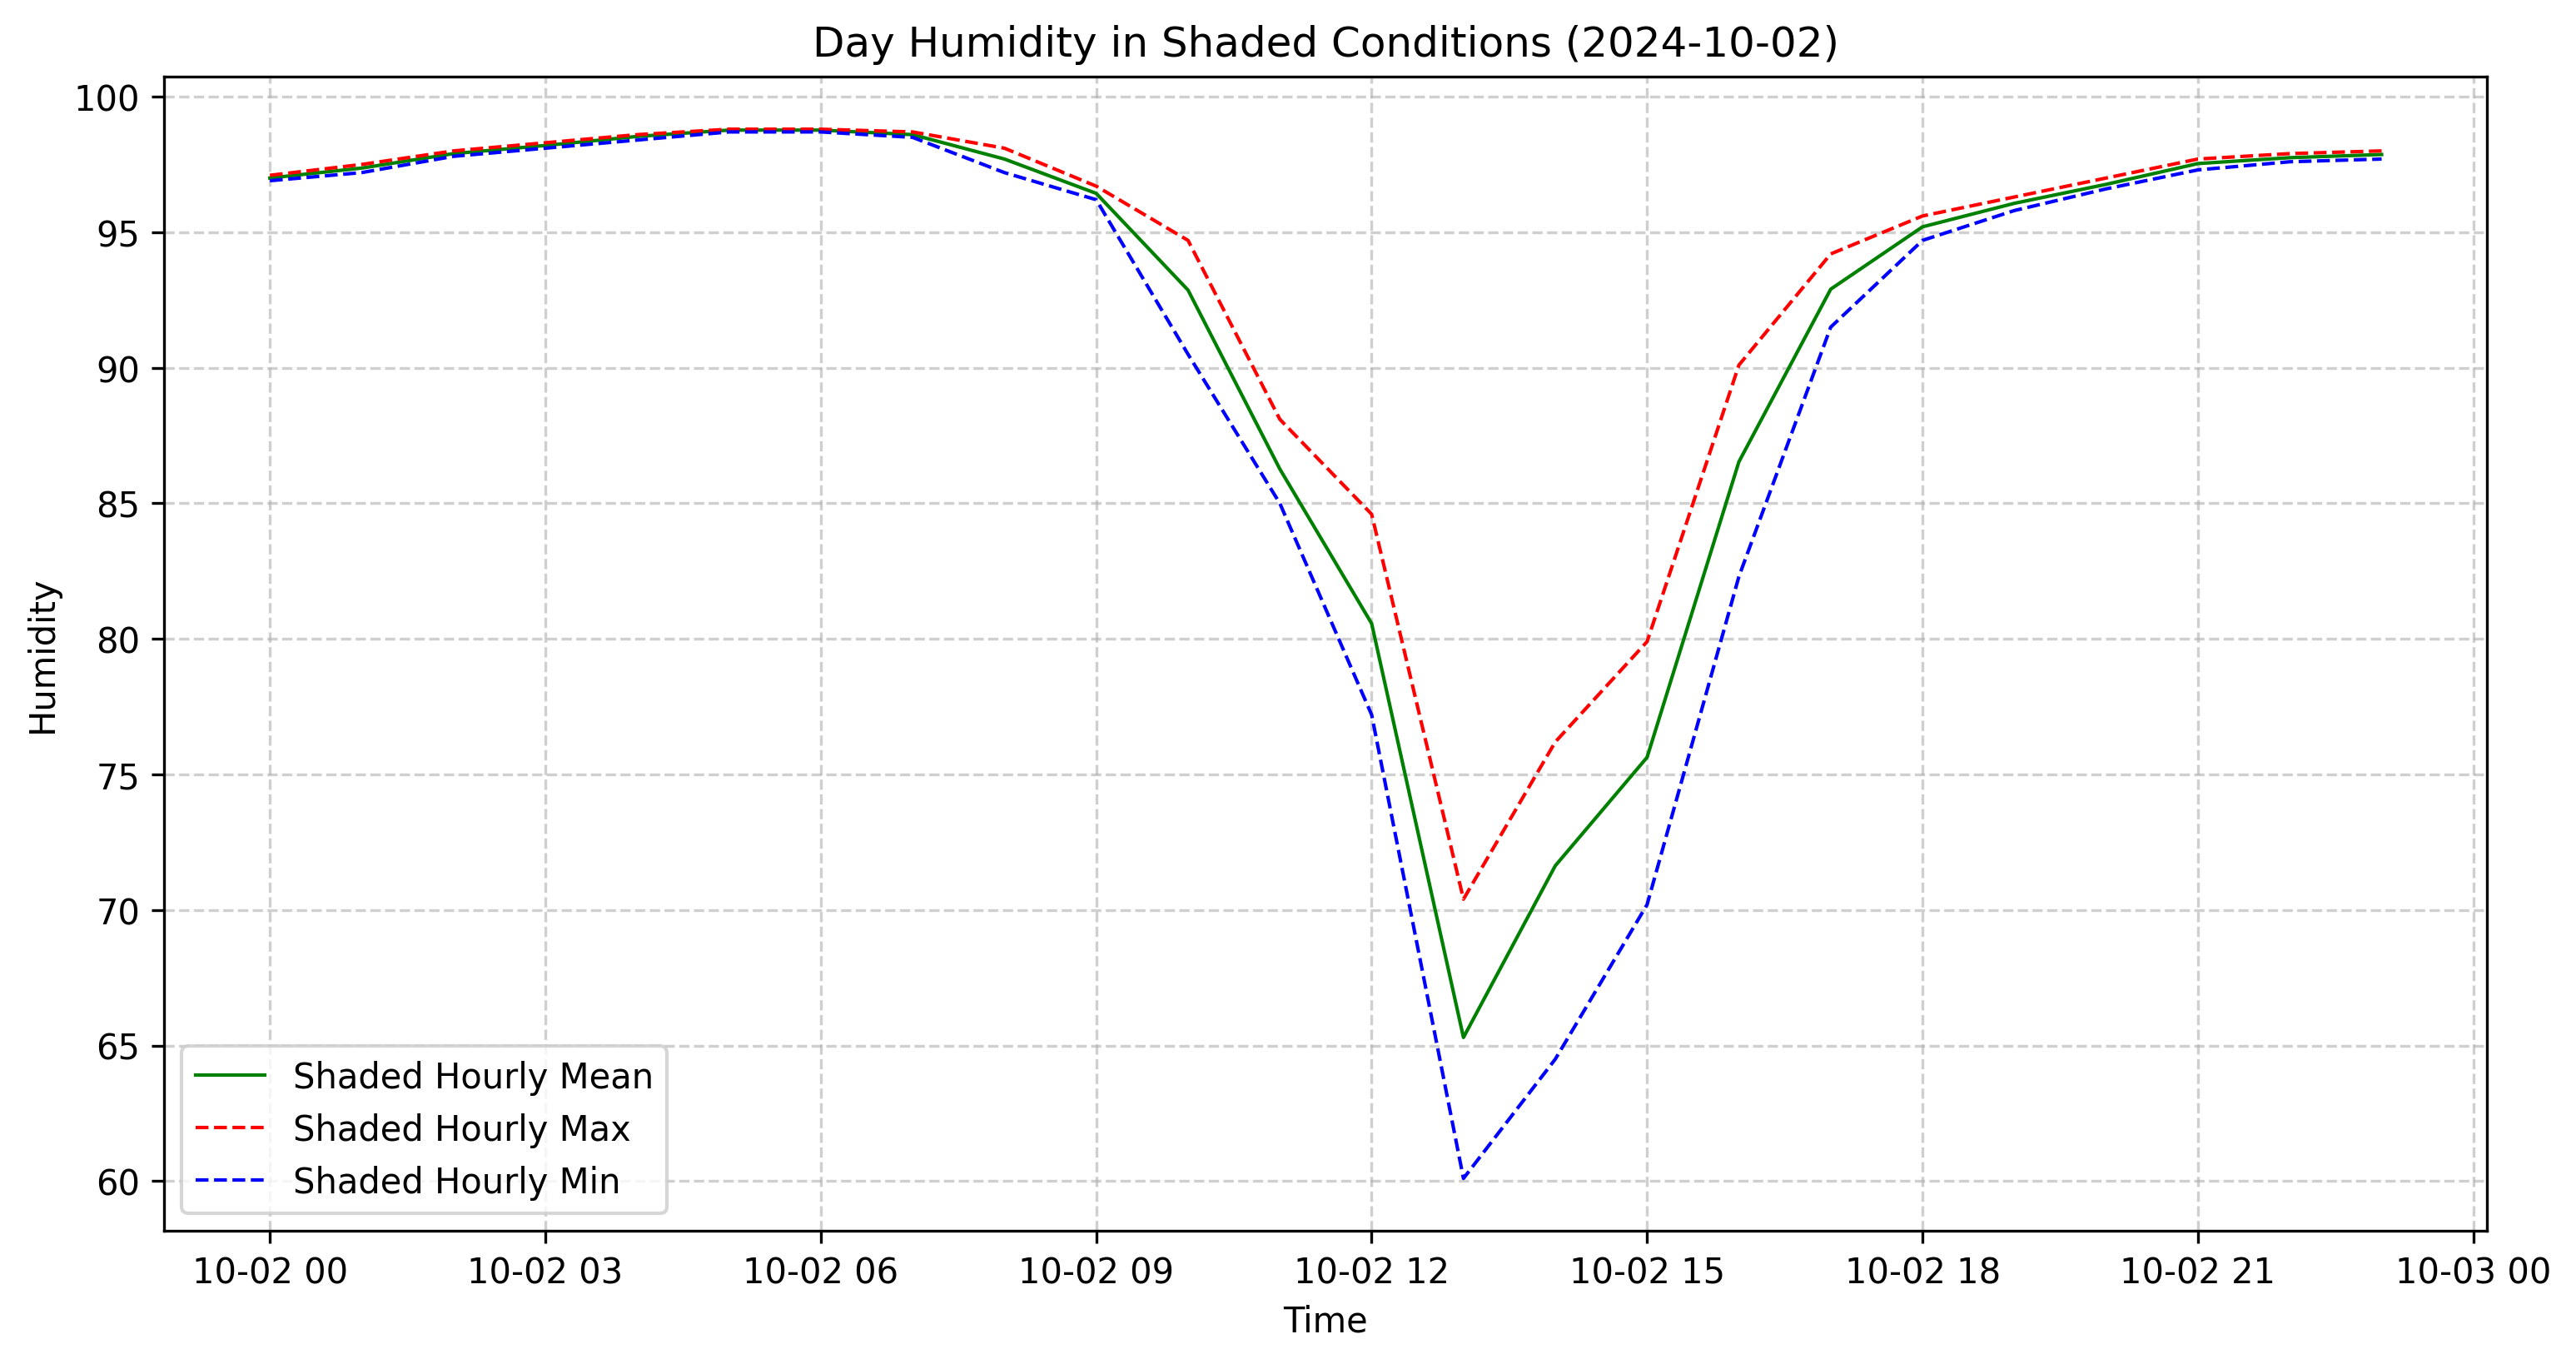 Day Humidity in Shaded Conditions (2024-10-02)
100
95
90
85
80
75
70
65
60
Humidity
Shaded Hourly Mean
Shaded Hourly Max
Shaded Hourly Min
10-02 00 10-02 03 10-02 06 10-02 09 10-02 12 10-02 15 10-02 18 10-02 21 10-03 00
Time